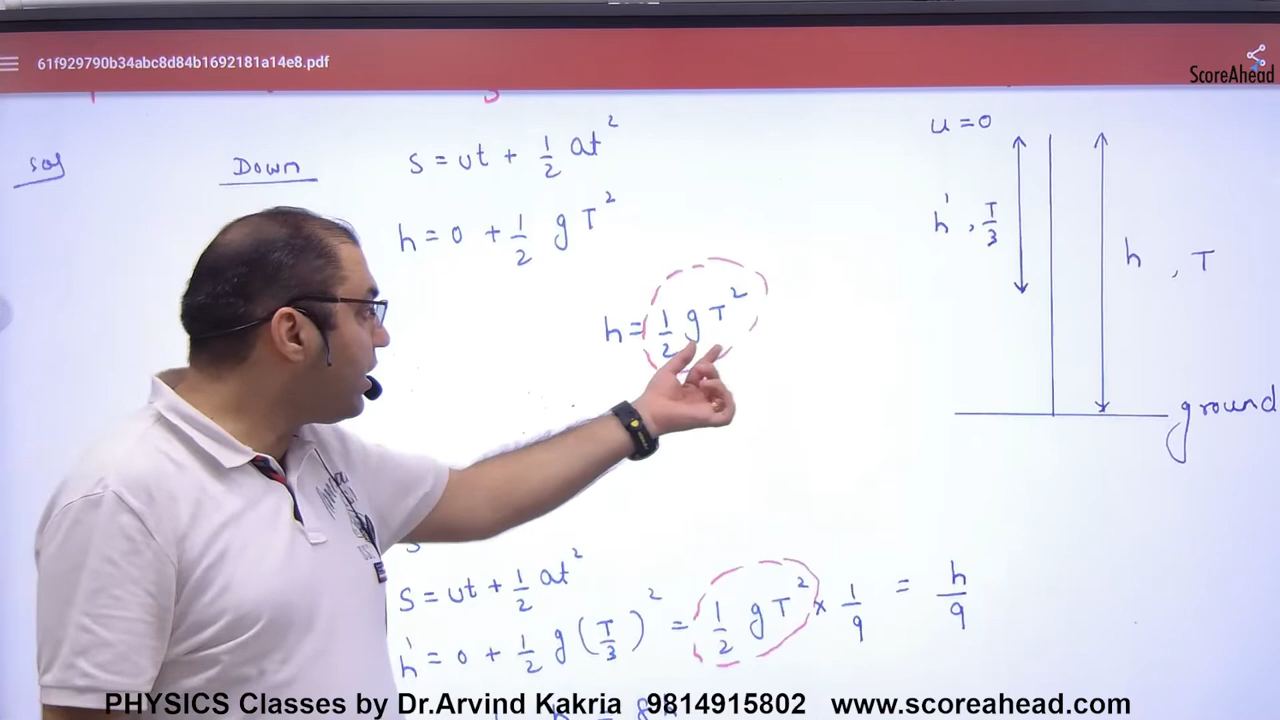 61f929790b34abc8d84b1692181a14e8.pdf
ScoreAhead
Sol
Down
S = ut + 1/2 at²
h = 0 + 1/2 g T²
h = 1/2 g T²
S = ut + 1/2 at²
h' = 0 + 1/2 g (T/3)² = 1/2 g T² × 1/9 = h/9
u = 0
h', T/3
h, T
ground
PHYSICS Classes by Dr.Arvind Kakria 9814915802 www.scoreahead.com